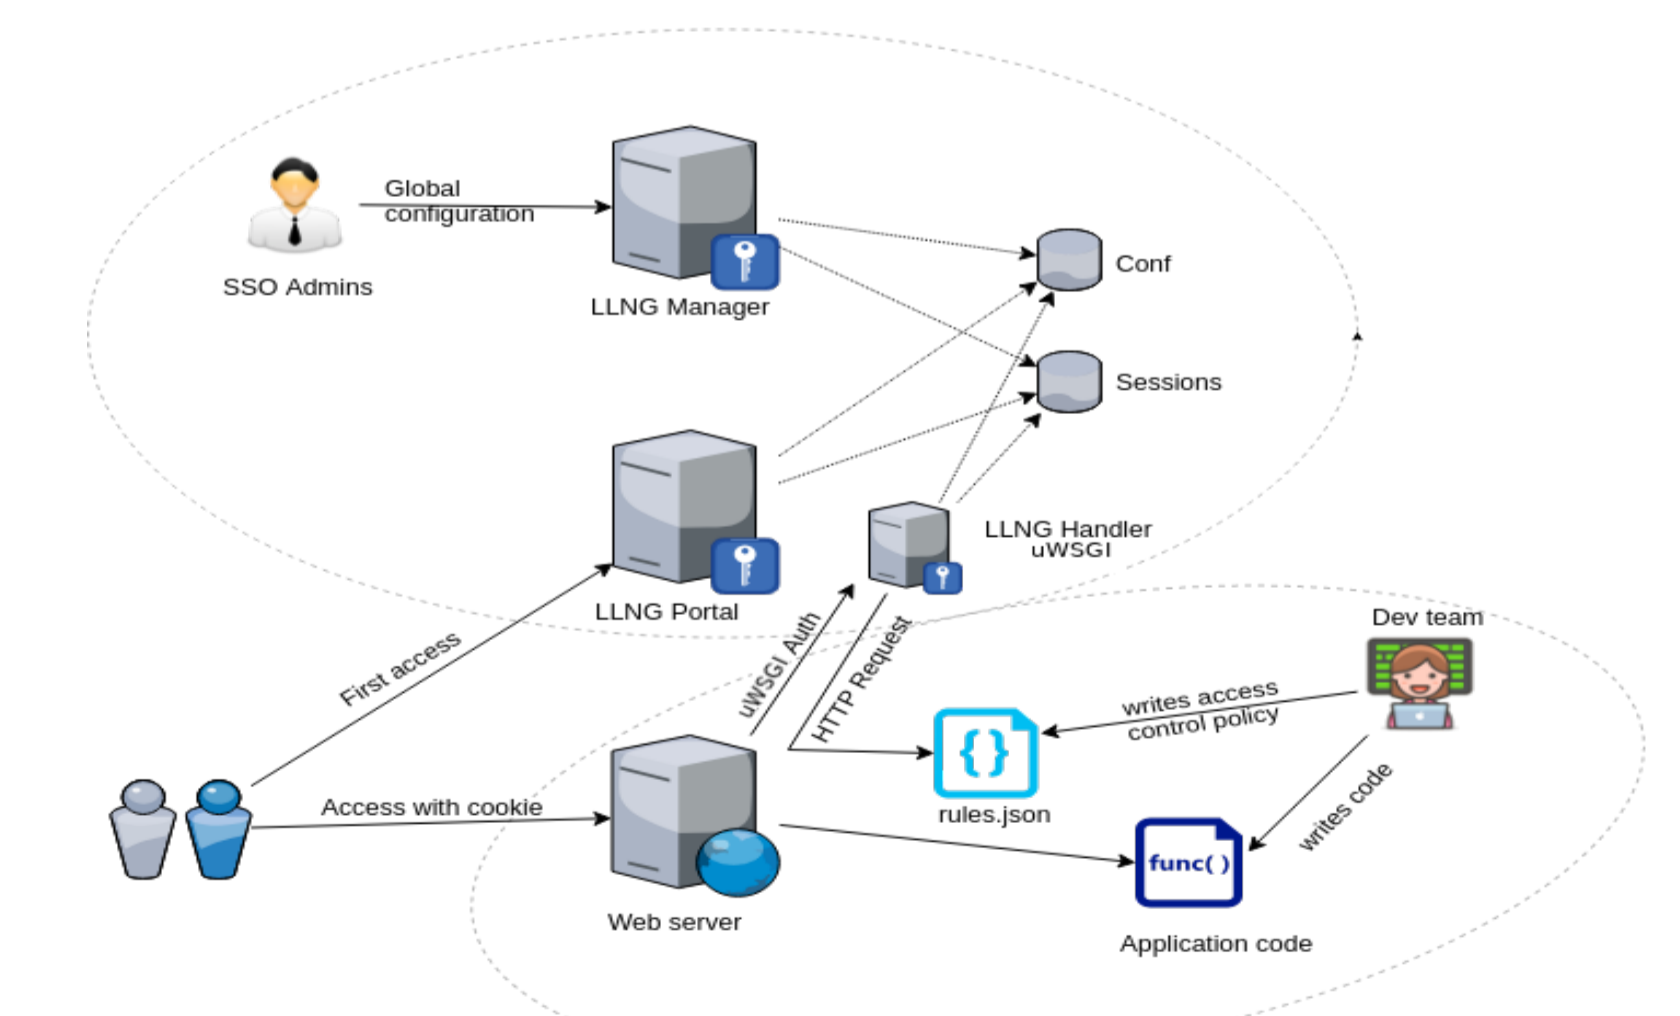 Global
configuration
SSO Admins
LLNG Manager
Conf
Sessions
LLNG Handler
uWSGI
LLNG Portal
First access
uWSGI Auth
HTTP Request
Dev team
writes access
control policy
{}
rules.json
writes code
Access with cookie
func( )
Web server
Application code